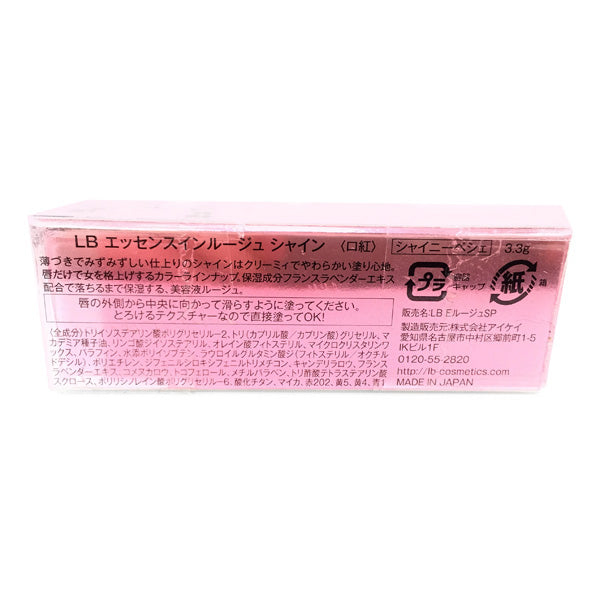 LB エッセンスインルージュ シャイン 〈口紅〉 シャイニーベシェ 3.3g
薄づきでみずみずしい仕上りのシャインはクリーミィでやわらかい塗り心地。
唇だけで女を格上げするカラーラインナップ。保湿成分フランスラベンダーエキス
配合で落ちるまで保湿する、美容液ルージュ。
唇の外側から中央に向かって滑らすように塗ってください。
とろけるテクスチャーなので直接塗ってOK!
〈全成分〉トリイソステアリン酸ポリグリセリル-2、トリ(カプリル酸/カプリン酸)グリセリル、マ
カデミア種子油、リンゴ酸ジイソステアリル、オレイン酸フィトステリル、マイクロクリスタリンワ
ックス、パラフィン、水添ポリイソブテン、ラウロイルグルタミン酸ジ(フィトステリル/オクチルド
デシル)、ポリエチレン、ジフェニルシロキシフェニルトリメチコン、キャンデリラロウ、フランス
ラベンダーエキス、コメヌカロウ、トコフェロール、メチルパラベン、トリ酢酸テトラステアリン酸
スクロース、ポリリシノレイン酸ポリグリセリル-6、酸化チタン、マイカ、赤202、黄5、黄4、青1
プラ
容器
キャップ
紙
箱
販売名:LB EルージュSP
製造販売元:株式会社アイケイ
愛知県名古屋市中村区郷前町1-5
IKビル1F
0120-55 2820
http://lb-cosmetics.com
MADE IN JAPAN